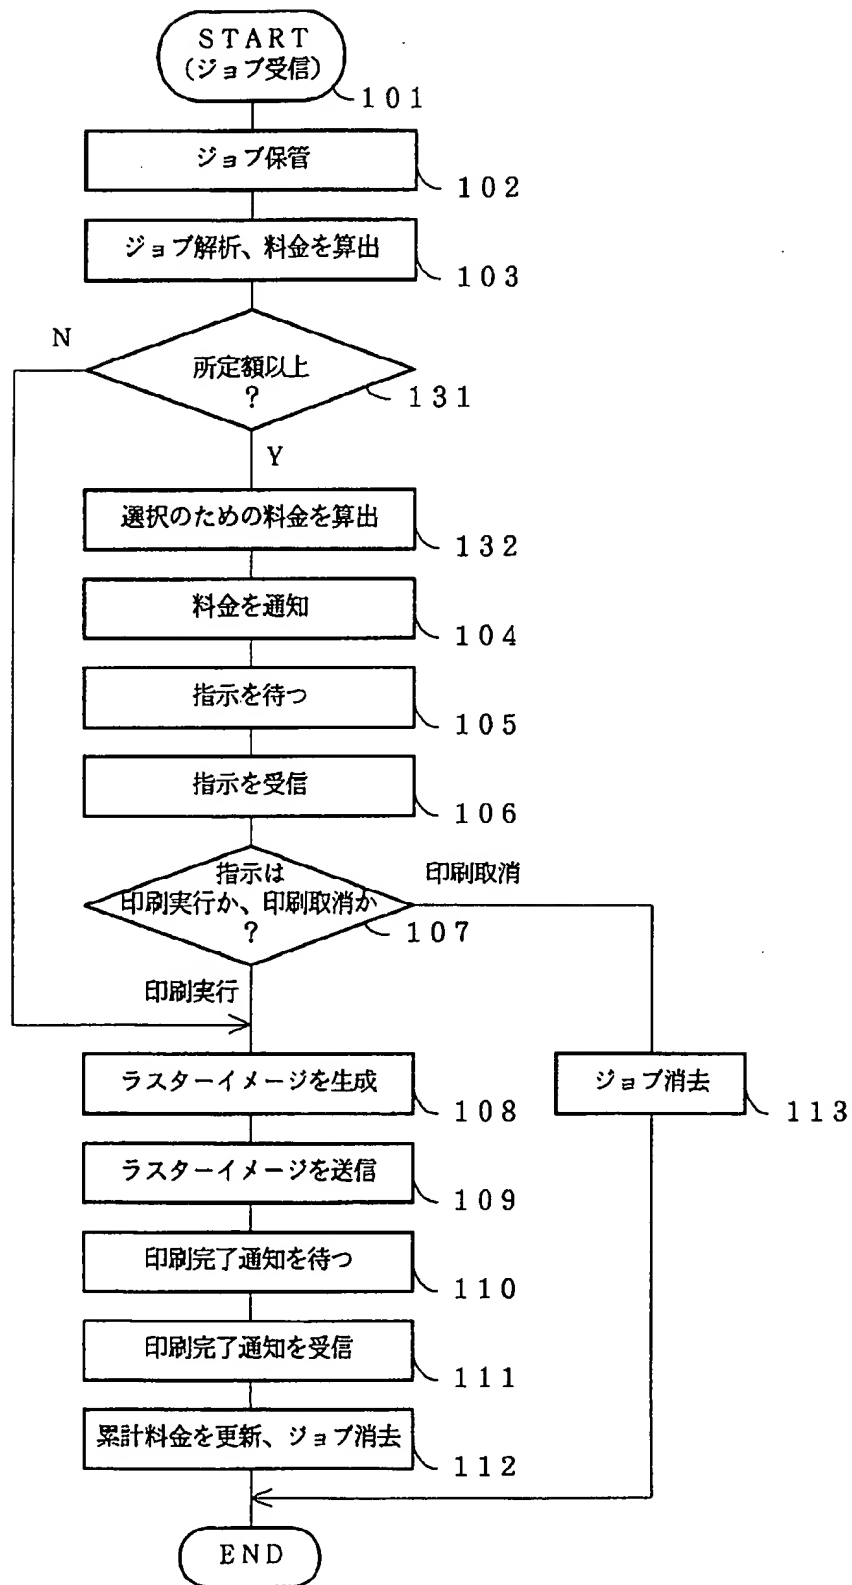 START
(ジョブ受信)
101
ジョブ保管
102
ジョブ解析、料金を算出
103
N
所定額以上
?
131
Y
選択のための料金を算出
132
料金を通知
104
指示を待つ
105
指示を受信
106
指示は
印刷実行か、印刷取消か
?
107
印刷取消
印刷実行
ラスターイメージを生成
108
ジョブ消去
113
ラスターイメージを送信
109
印刷完了通知を待つ
110
印刷完了通知を受信
111
累計料金を更新、ジョブ消去
112
END